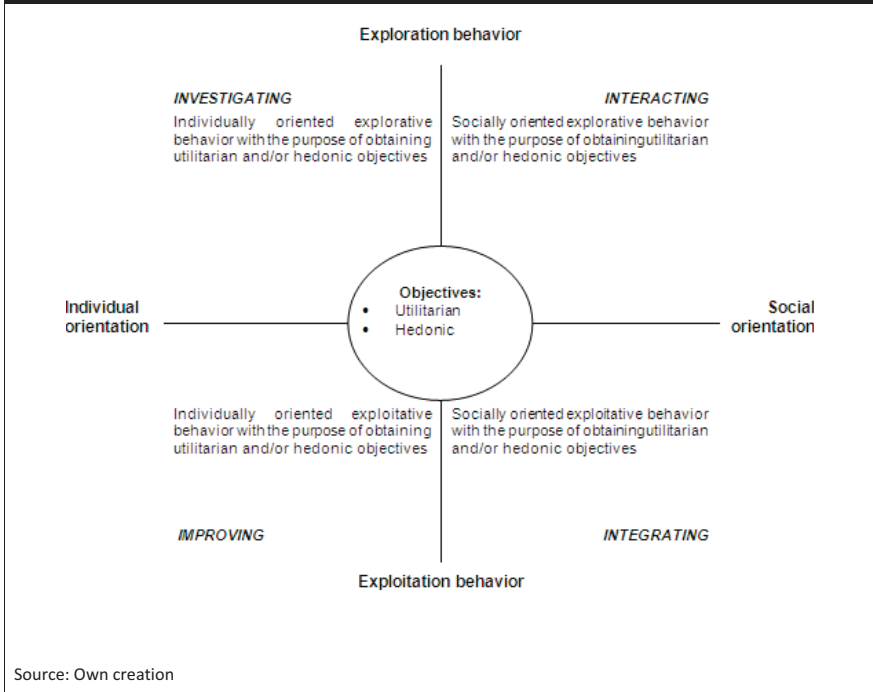 Exploration behavior
INVESTIGATING
Individually oriented explorative
behavior with the purpose of obtaining
utilitarian and/or hedonic objectives
INTERACTING
Socially oriented explorative behavior
with the purpose of obtainingutilitarian
and/or hedonic objectives
Individual
orientation
Objectives:
• Utilitarian
• Hedonic
Social
orientation
Individually oriented exploitative
behavior with the purpose of obtaining
utilitarian and/or hedonic objectives
IMPROVING
Socially oriented exploitative behavior
with the purpose of obtainingutilitarian
and/or hedonic objectives
INTEGRATING
Exploitation behavior
Source: Own creation